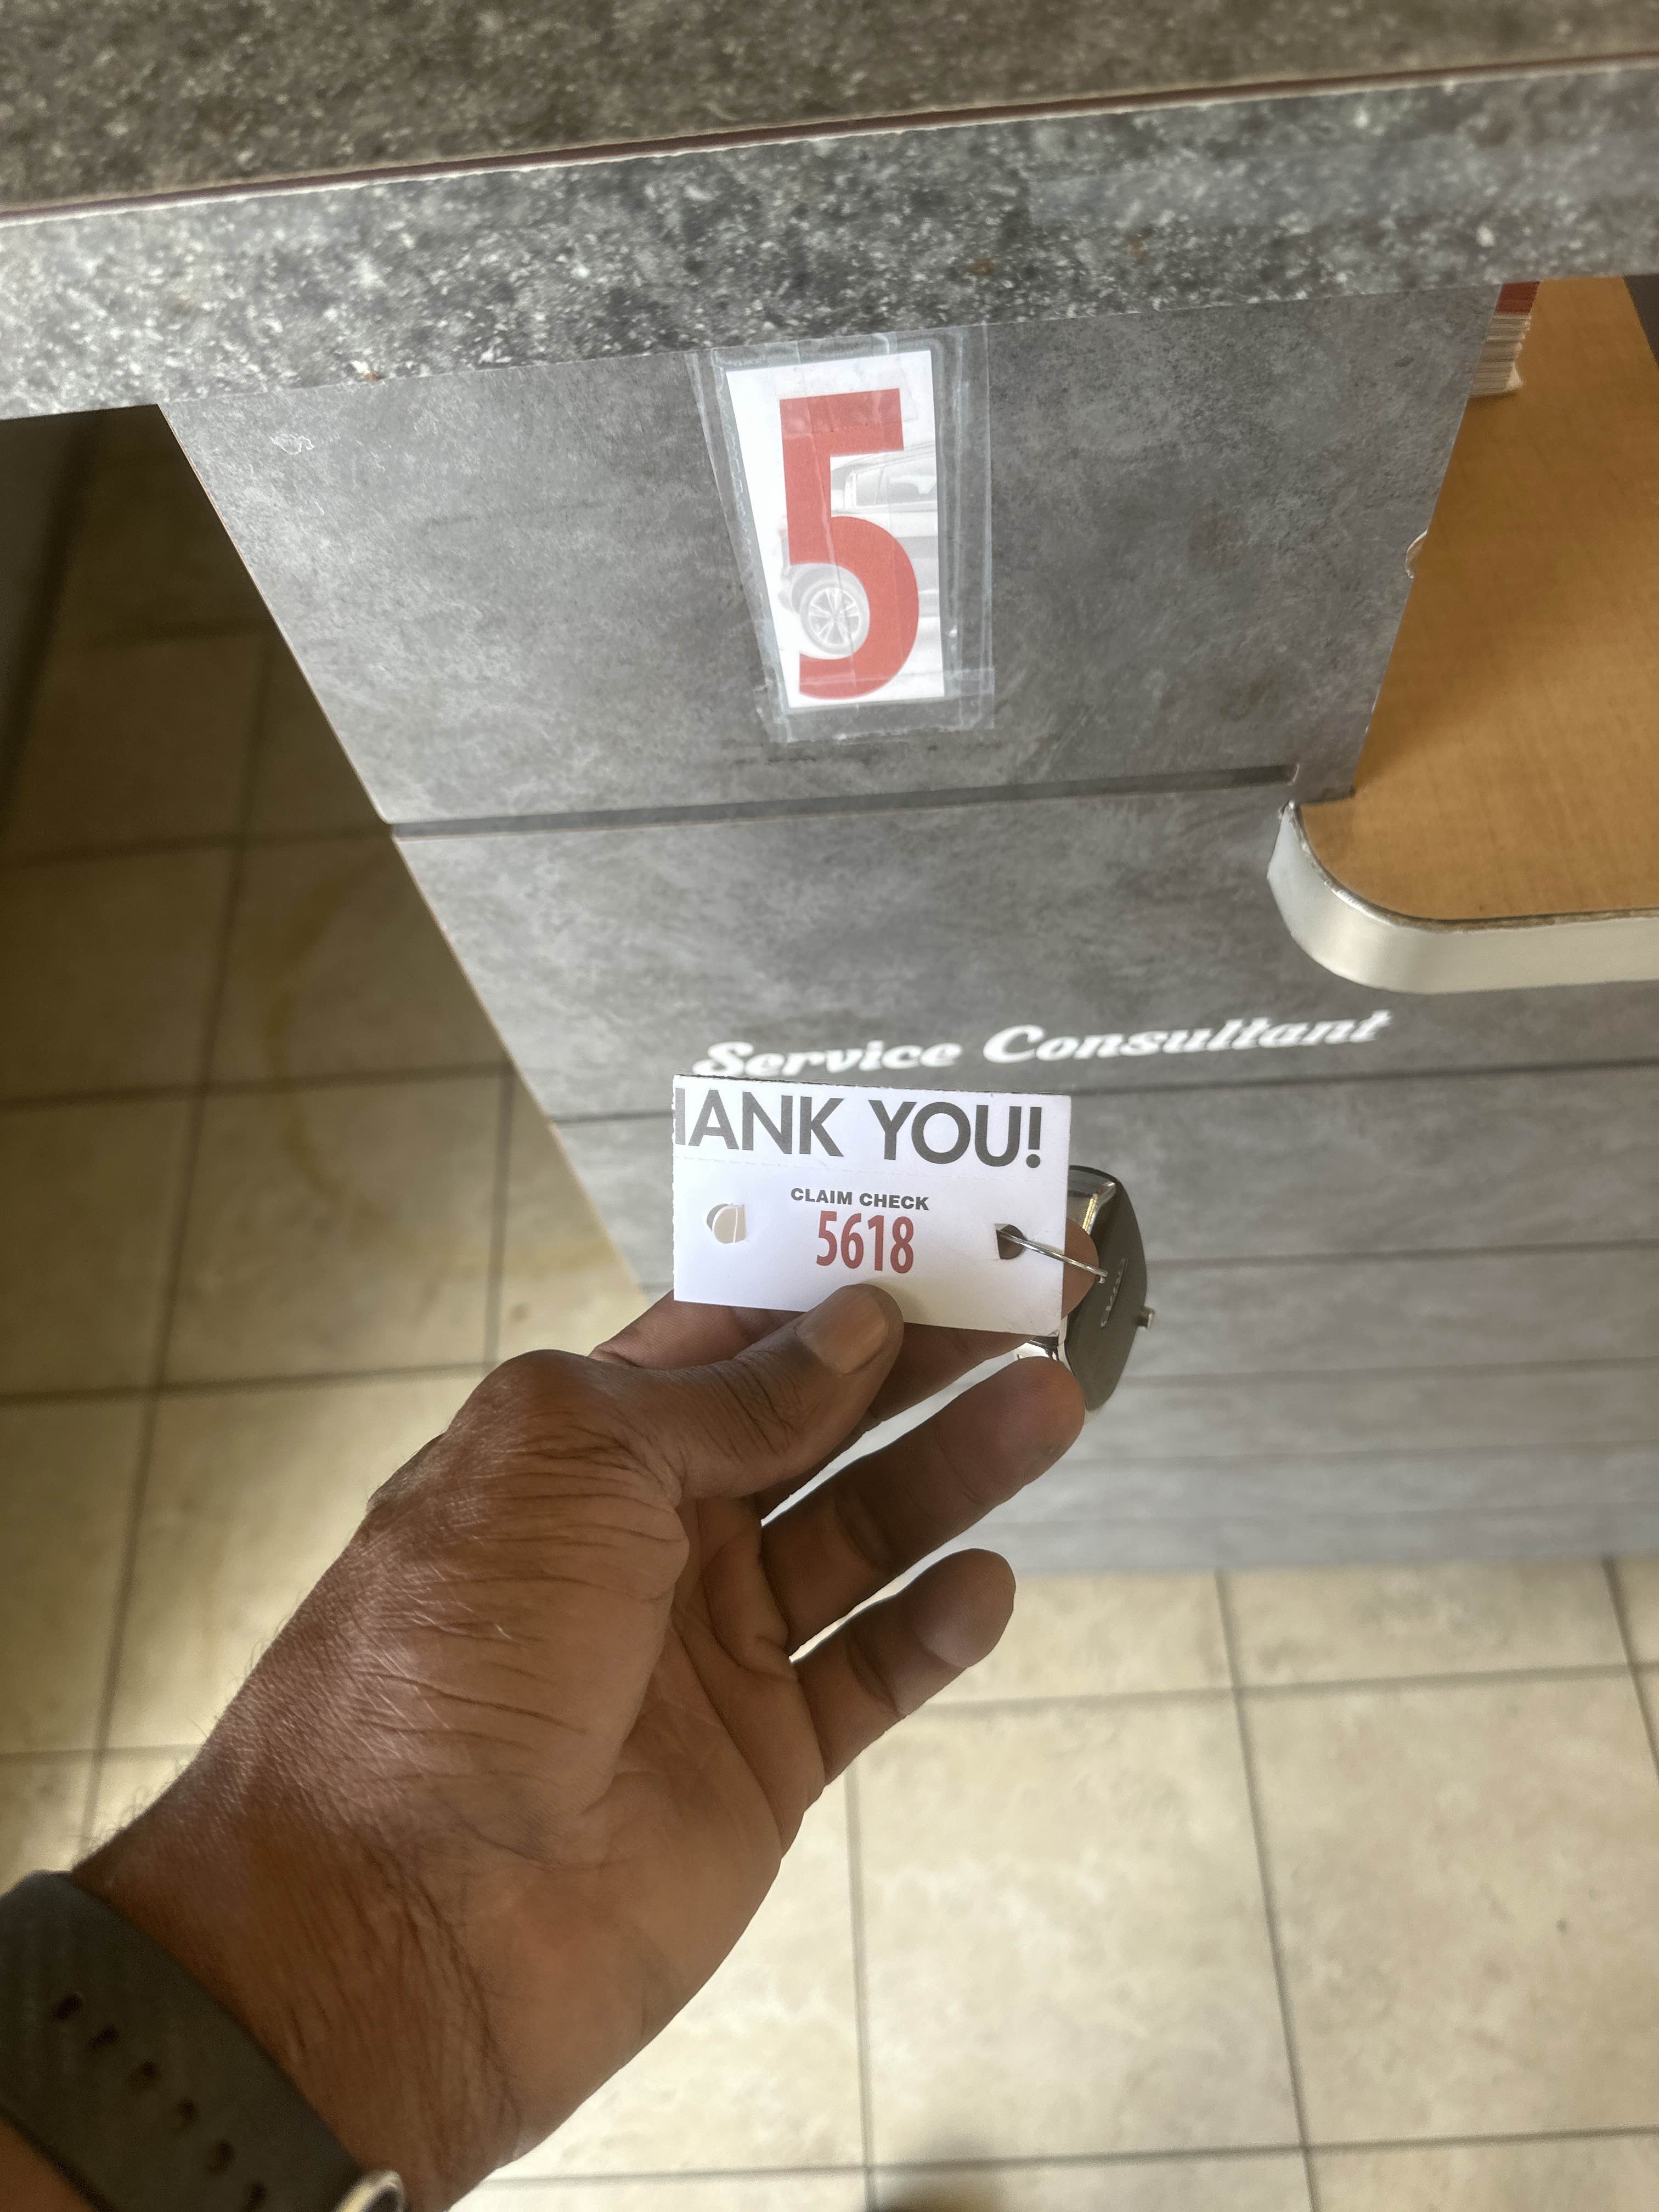 5
Service Consultant
HANK YOU!
CLAIM CHECK
5618